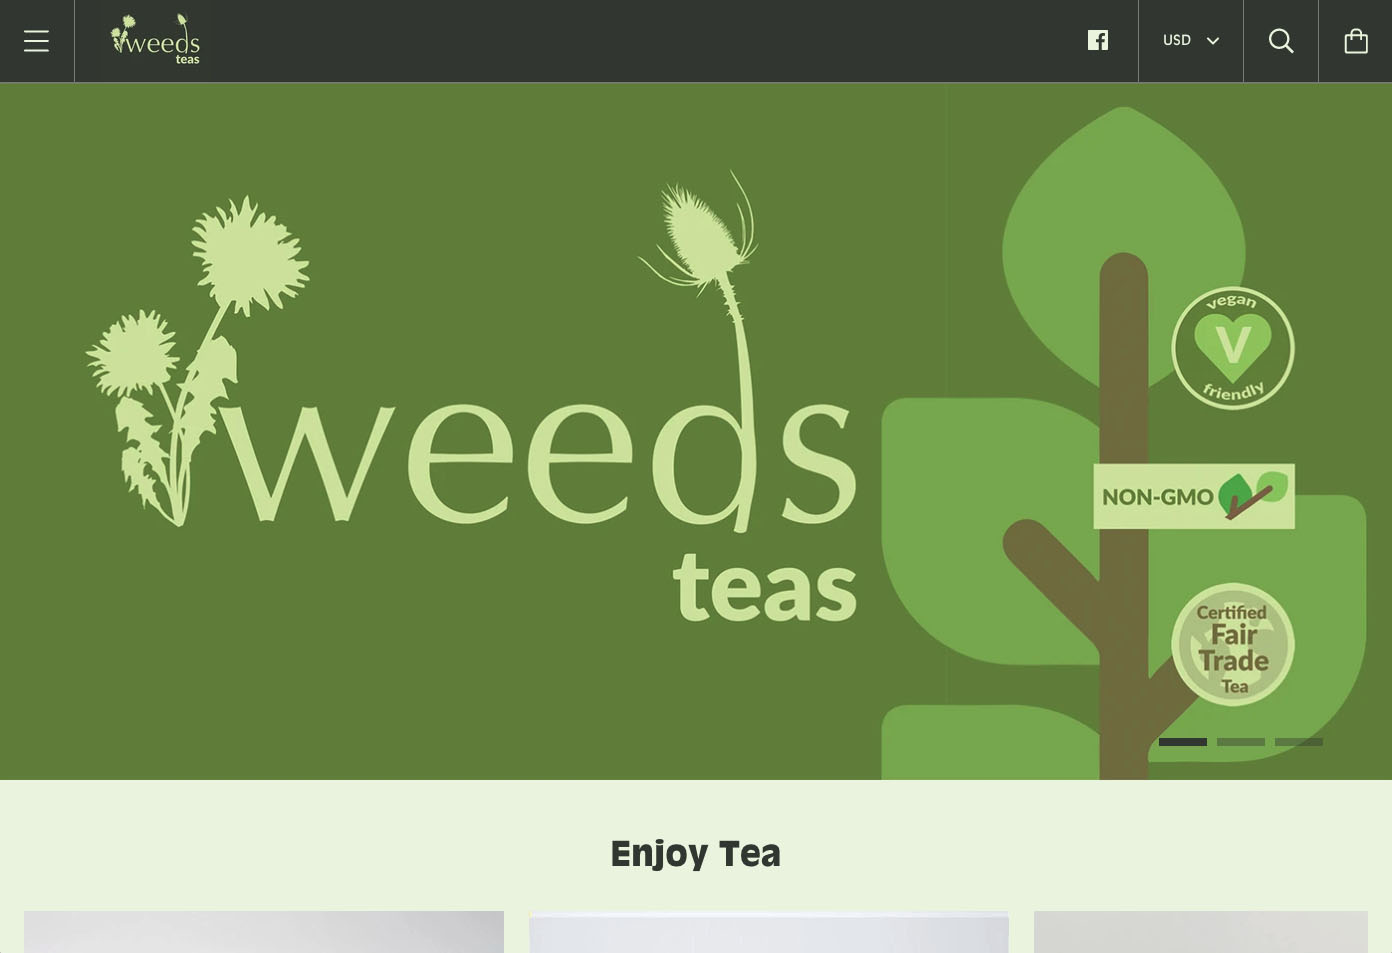 weeds
teas
USD
weeds
teas
vegan
V
friendly
NON-GMO
Certified
Fair
Trade
Tea
Enjoy Tea